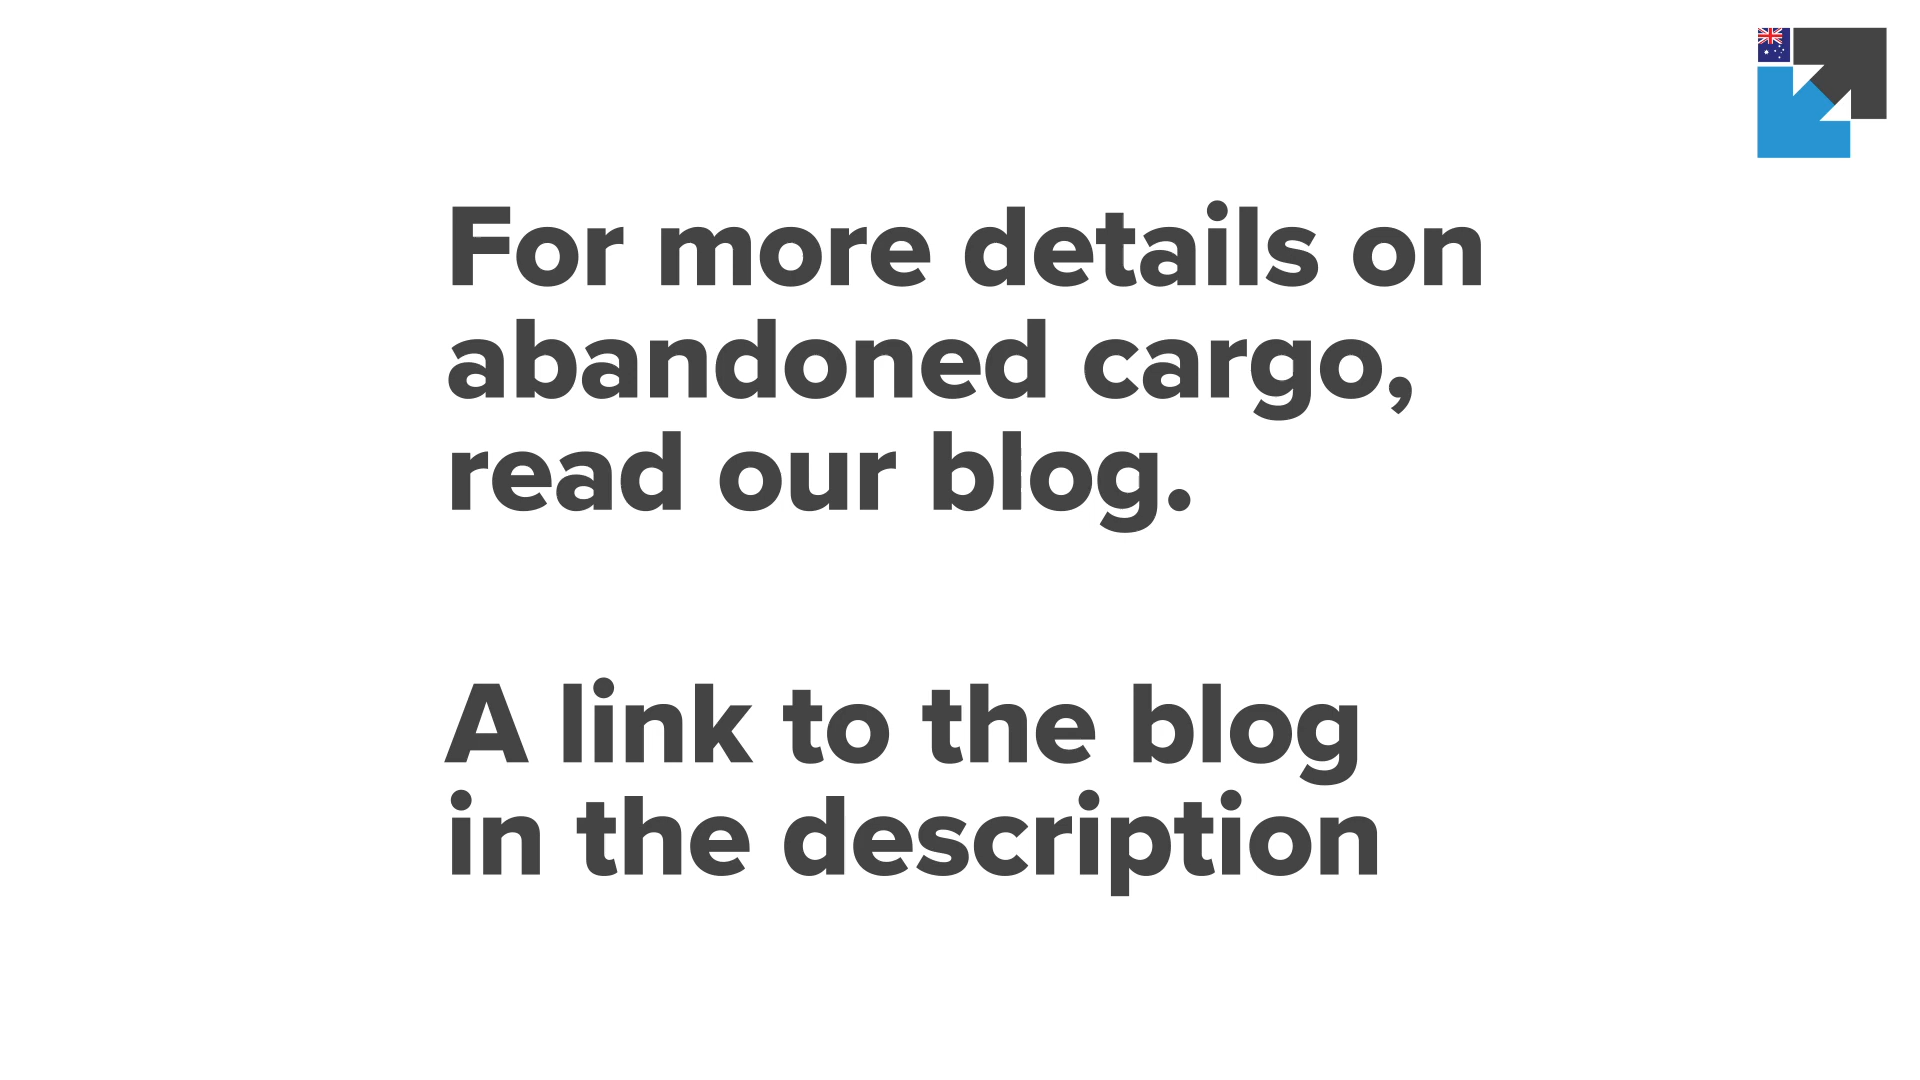 For more details on
abandoned cargo,
read our blog.
A link to the blog
in the description